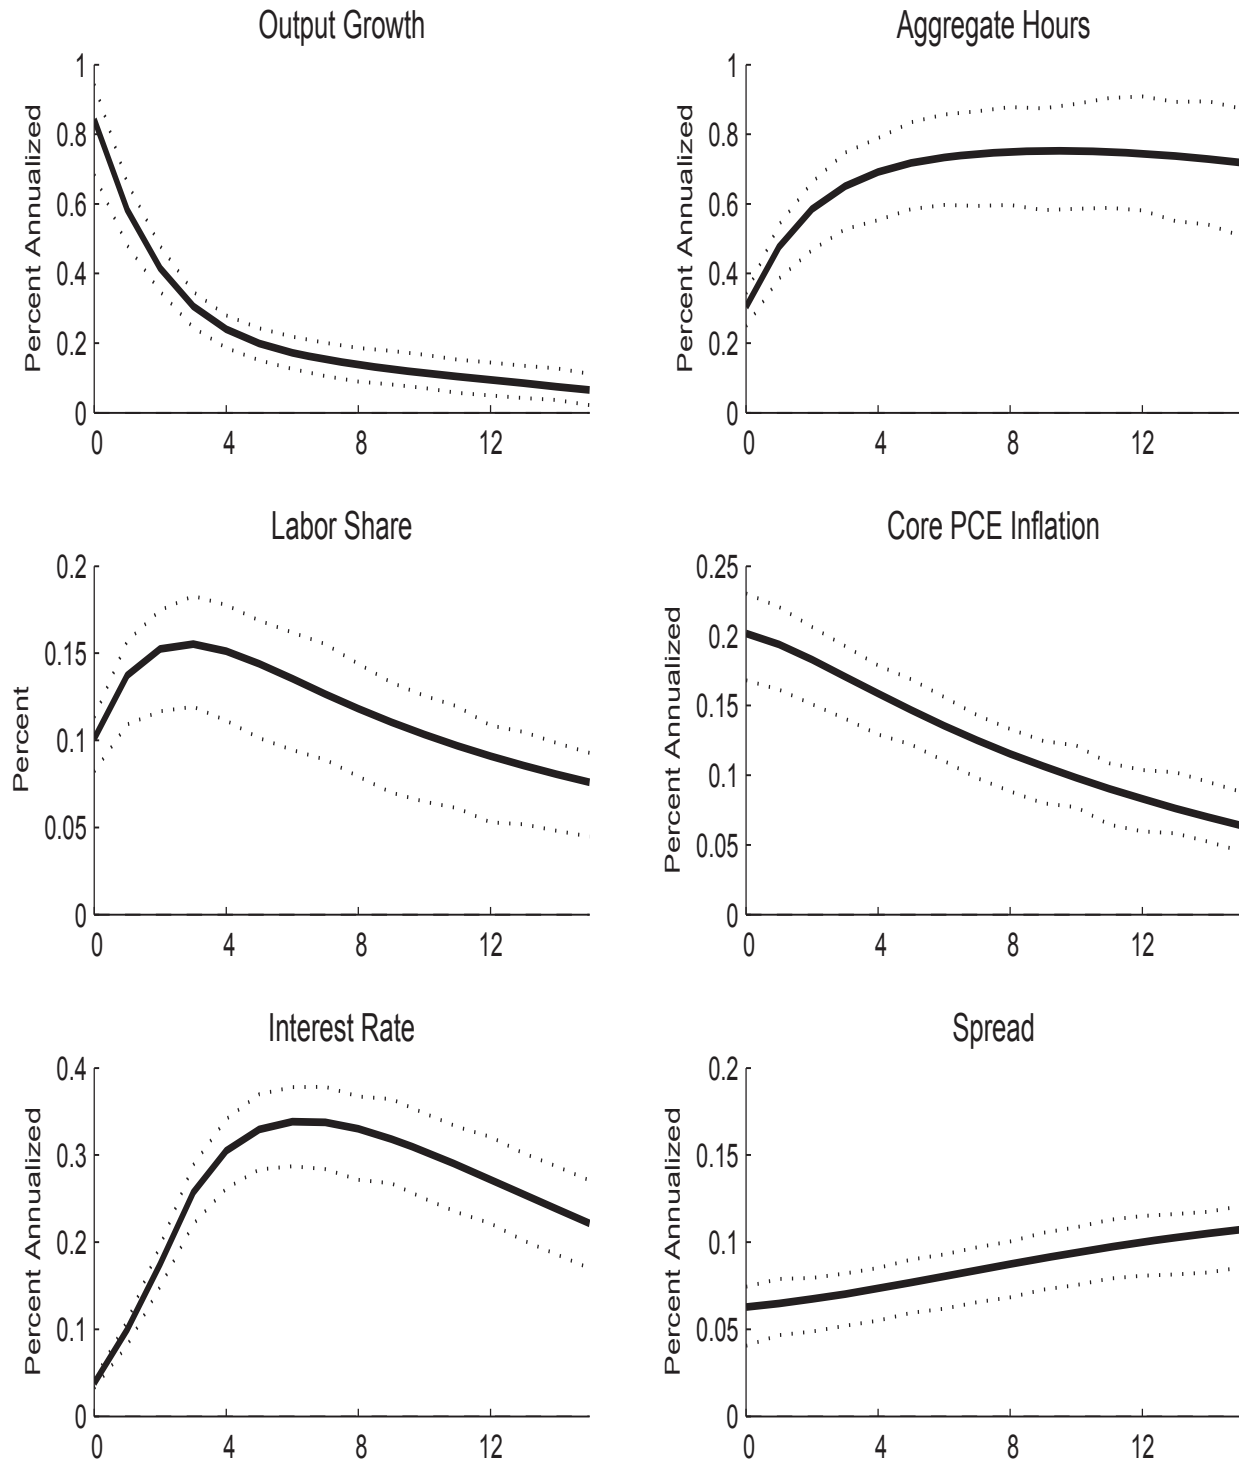 Output Growth
Percent Annualized
1
0.8
0.6
0.4
0.2
0
0 4 8 12
Aggregate Hours
Percent Annualized
1
0.8
0.6
0.4
0.2
0
0 4 8 12
Labor Share
Percent
0.2
0.15
0.1
0.05
0
0 4 8 12
Core PCE Inflation
Percent Annualized
0.25
0.2
0.15
0.1
0.05
0
0 4 8 12
Interest Rate
Percent Annualized
0.4
0.3
0.2
0.1
0
0 4 8 12
Spread
Percent Annualized
0.2
0.15
0.1
0.05
0
0 4 8 12